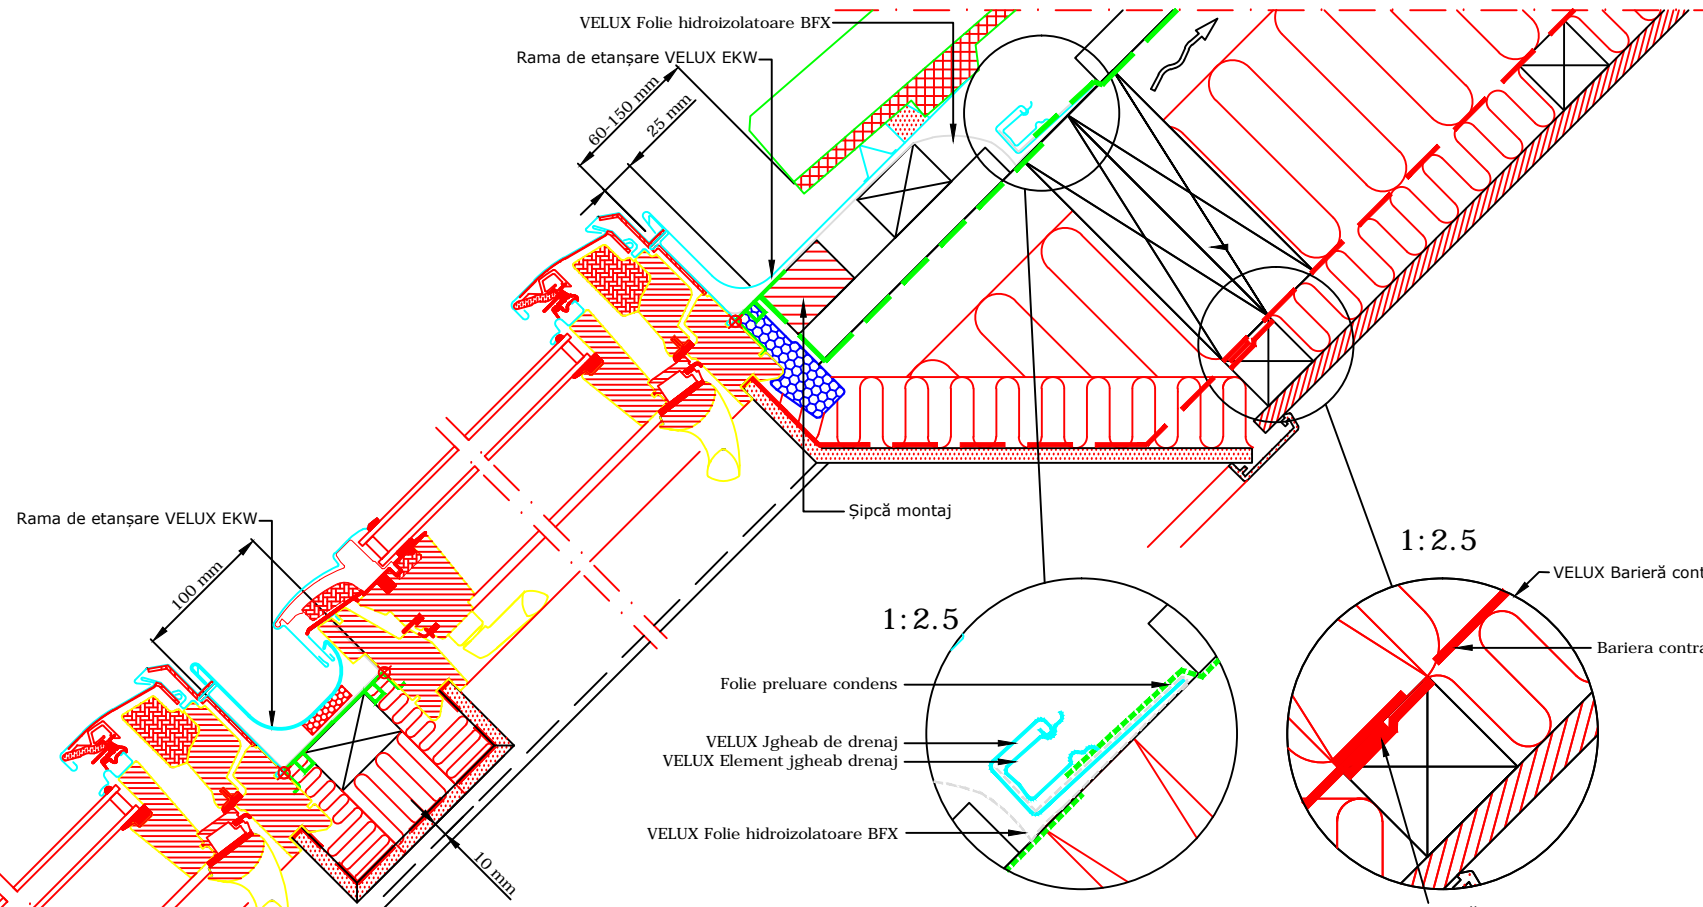 VELUX Folie hidroizolatoare BFX
Rama de etanșare VELUX EKW
60-150 mm
25 mm
Șipcă montaj
Rama de etanșare VELUX EKW
100 mm
10 mm
1:2.5
1:2.5
VELUX Barieră cont
Bariera contra
Folie preluare condens
VELUX Jgheab de drenaj
VELUX Element jgheab drenaj
VELUX Folie hidroizolatoare BFX